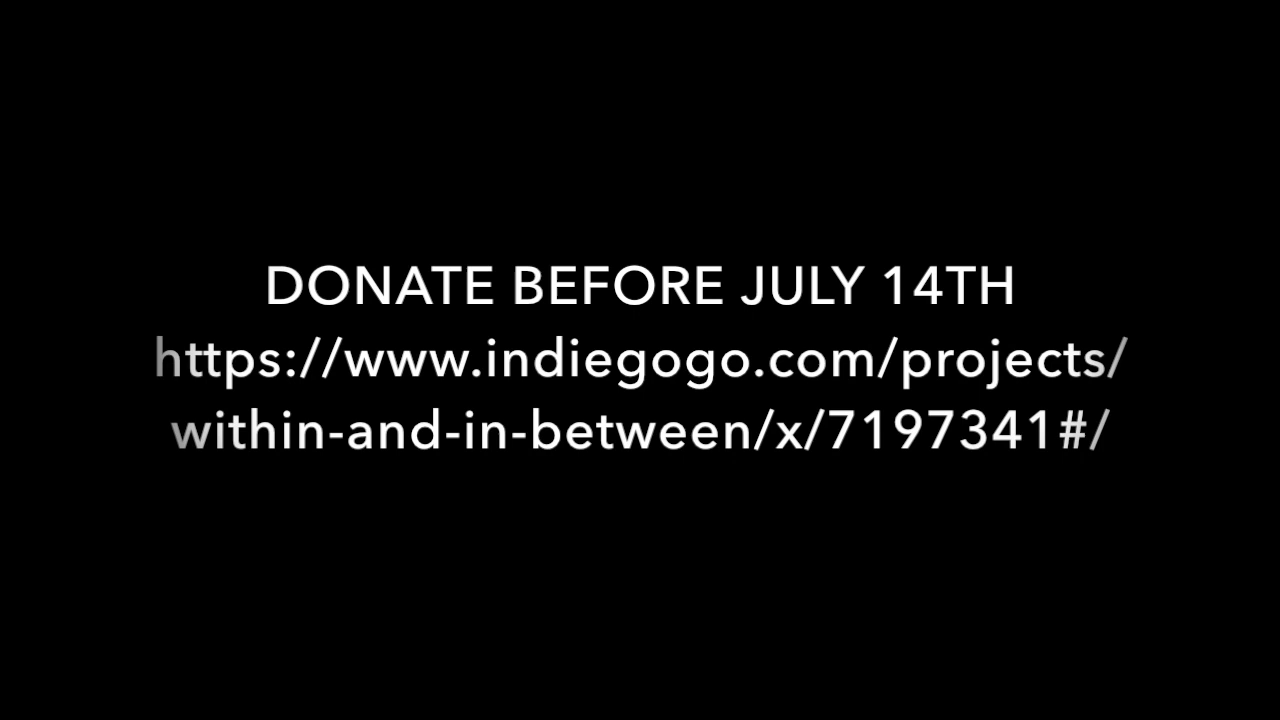 DONATE BEFORE JULY 14TH
https://www.indiegogo.com/projects/
within-and-in-between/x/7197341#/